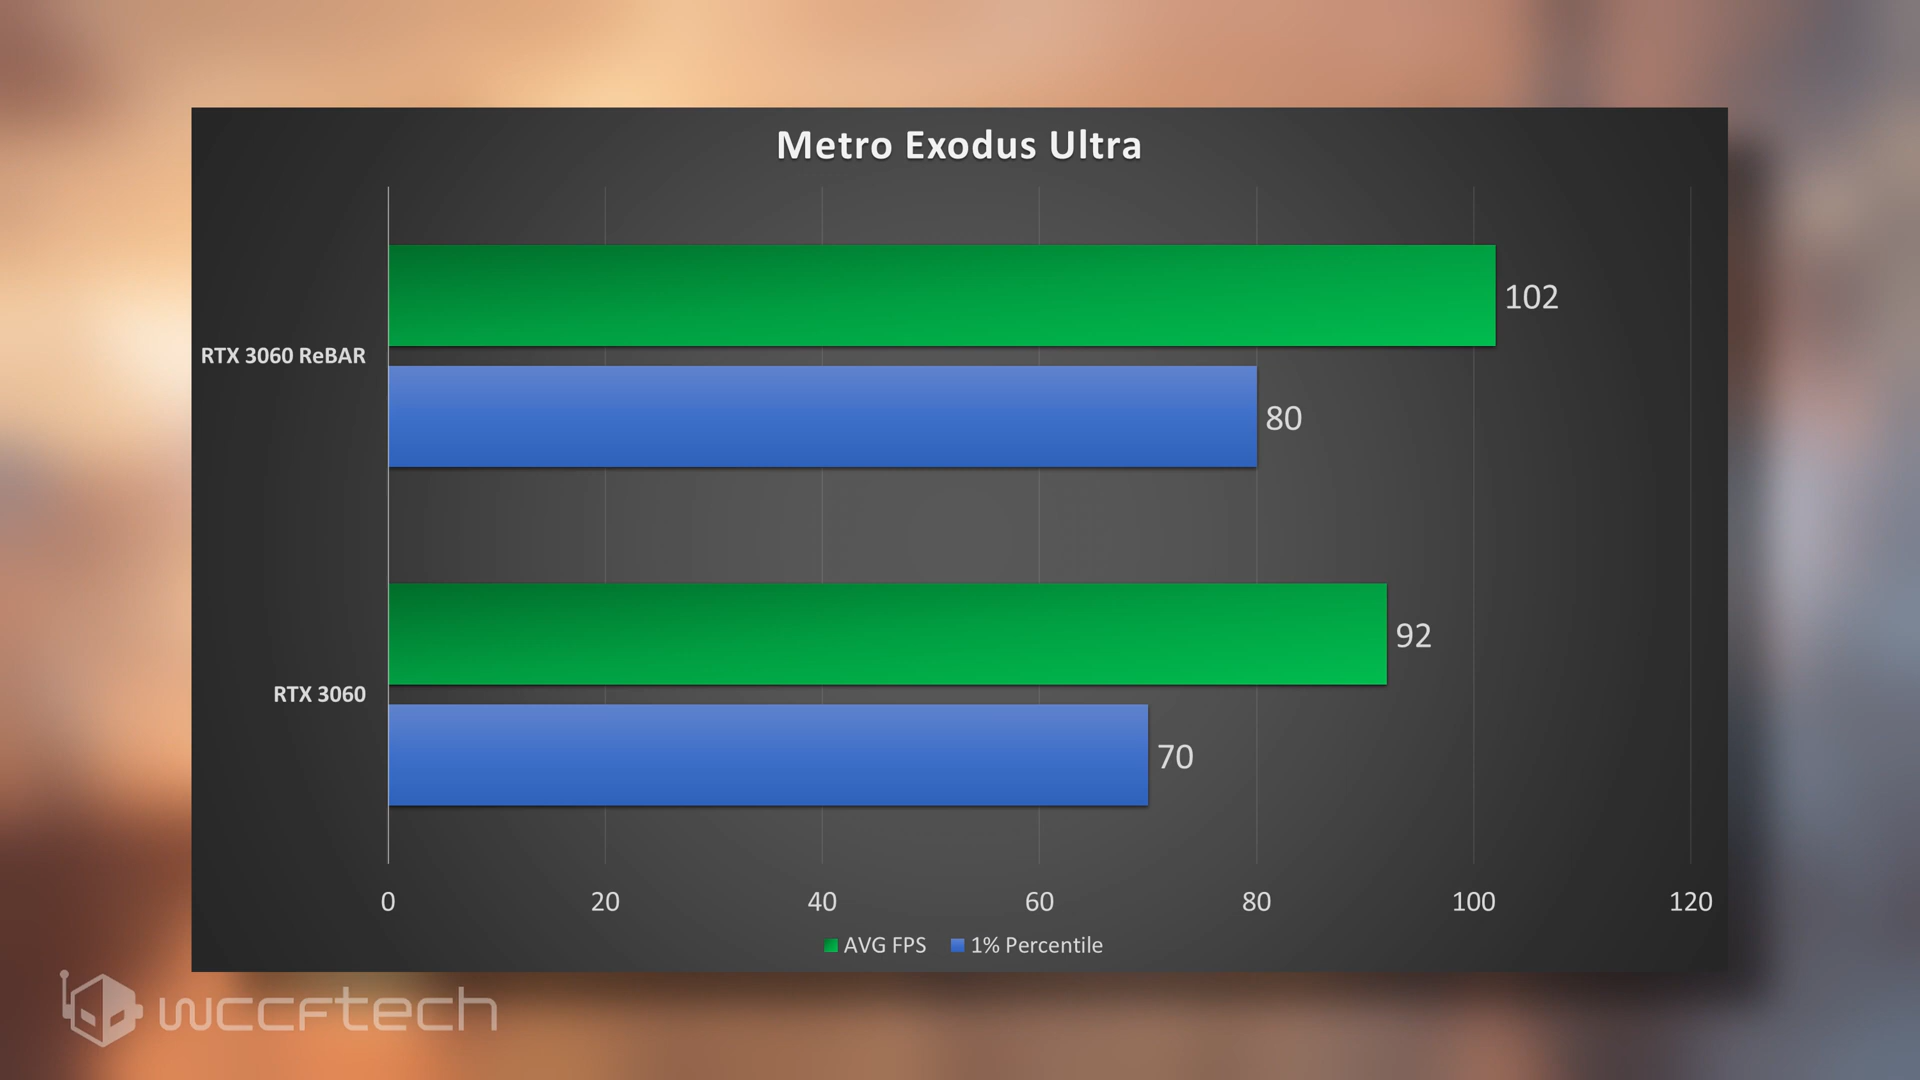 Metro Exodus Ultra
102
RTX 3060 ReBAR
80
92
RTX 3060
70
0 20 40 60 80 100 120
AVG FPS 1% Percentile
wccftech